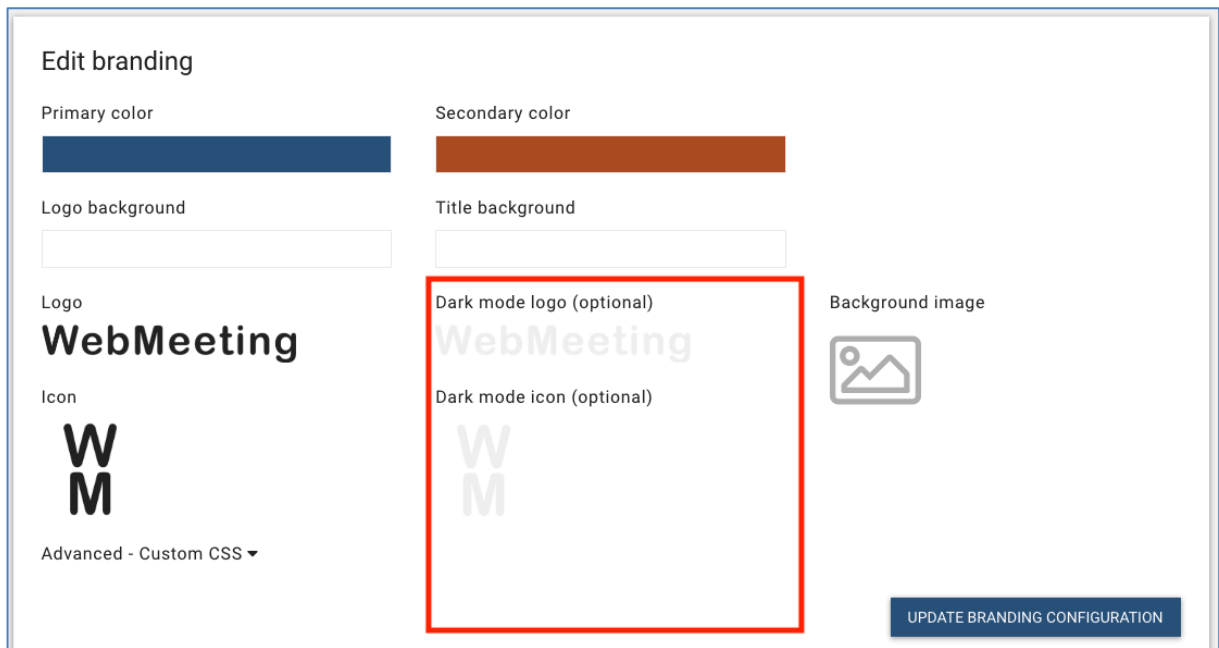 Edit branding
Primary color
Secondary color
Logo background
Title background
Logo
Dark mode logo (optional)
Background image
WebMeeting
WebMeeting
Icon
Dark mode icon (optional)
W
M
W
M
Advanced - Custom CSS
UPDATE BRANDING CONFIGURATION